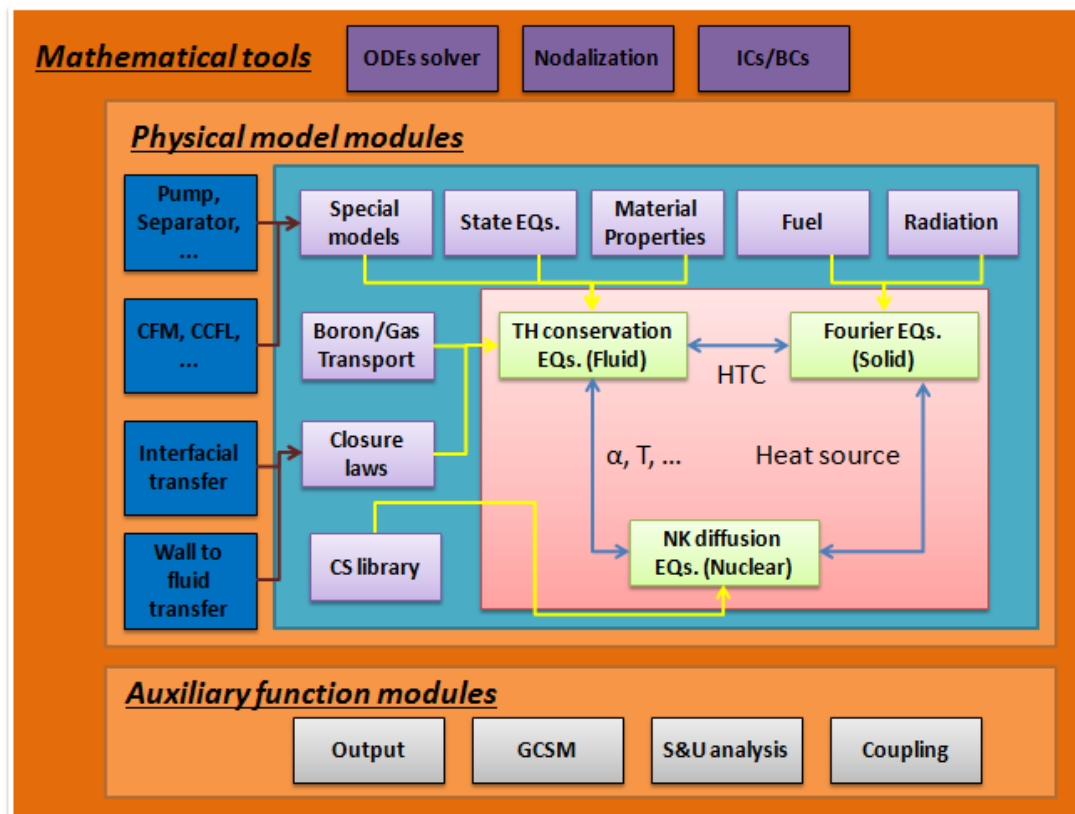 Mathematical tools
ODEs solver
Nodalization
ICs/BCs
Physical model modules
Pump,
Separator,
...
CFM, CCFL,
...
Interfacial
transfer
Wall to
fluid
transfer
Special
models
State EQs.
Material
Properties
Fuel
Radiation
Boron/Gas
Transport
Closure
laws
CS library
TH conservation
EQs. (Fluid)
HTC
Fourier EQs.
(Solid)
α, T, ...
Heat source
NK diffusion
EQs. (Nuclear)
Auxiliary function modules
Output
GCSM
S&U analysis
Coupling